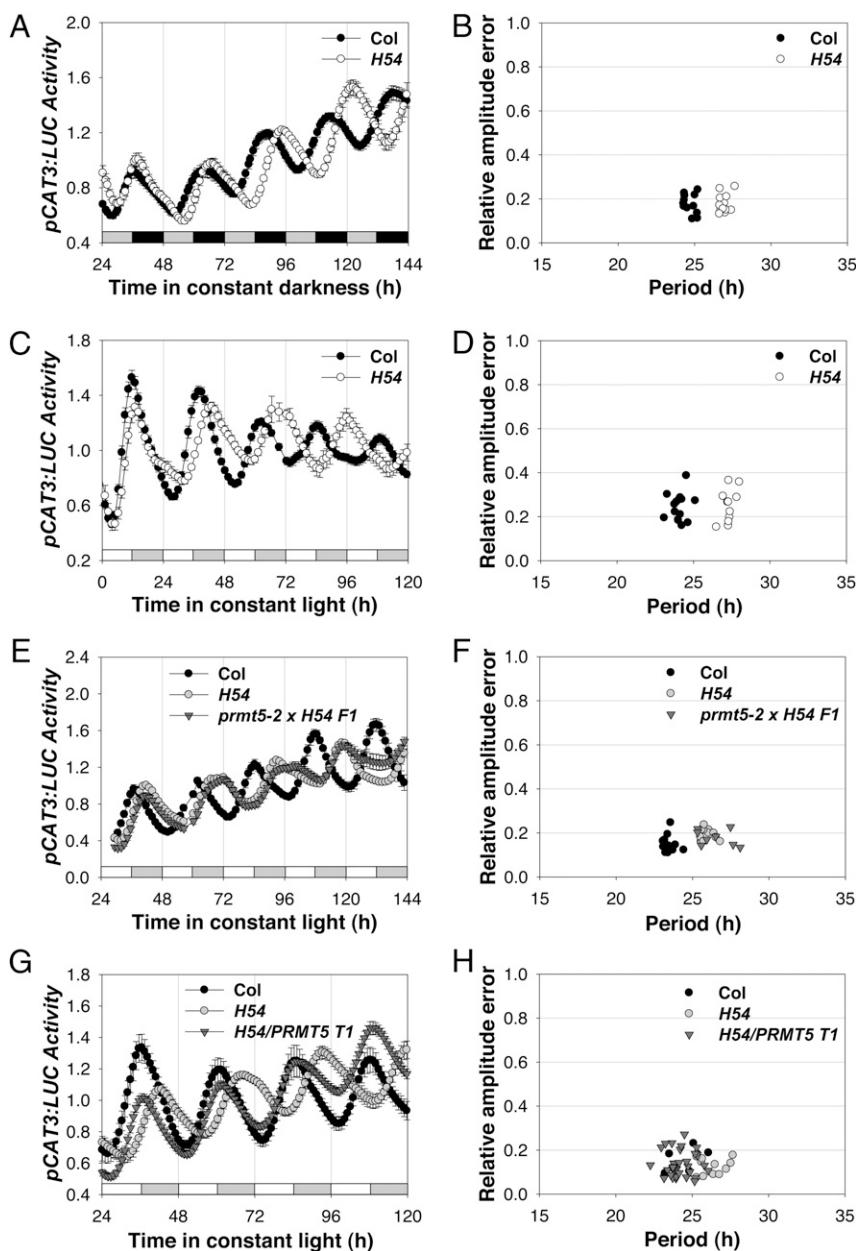 A
pCAT3:LUC Activity
2.0
1.6
1.2
0.8
0.4
Col
H54
24 48 72 96 120 144
Time in constant darkness (h)
B
Relative amplitude error
1.0
0.8
0.6
0.4
0.2
0.0
Col
H54
15 20 25 30 35
Period (h)
C
pCAT3:LUC Activity
1.8
1.4
1.0
0.6
0.2
Col
H54
0 24 48 72 96 120
Time in constant light (h)
D
Relative amplitude error
1.0
0.8
0.6
0.4
0.2
0.0
Col
H54
15 20 25 30 35
Period (h)
E
pCAT3:LUC Activity
2.4
2.0
1.6
1.2
0.8
0.4
0.0
Col
H54
prmt5-2 x H54 F1
24 48 72 96 120 144
Time in constant light (h)
F
Relative amplitude error
1.0
0.8
0.6
0.4
0.2
0.0
Col
H54
prmt5-2 x H54 F1
15 20 25 30 35
Period (h)
G
pCAT3:LUC Activity
1.8
1.6
1.4
1.2
1.0
0.8
0.6
0.4
Col
H54
H54/PRMT5 T1
24 48 72 96 120
Time in constant light (h)
H
Relative amplitude error
1.0
0.8
0.6
0.4
0.2
0.0
Col
H54
H54/PRMT5 T1
15 20 25 30 35
Period (h)